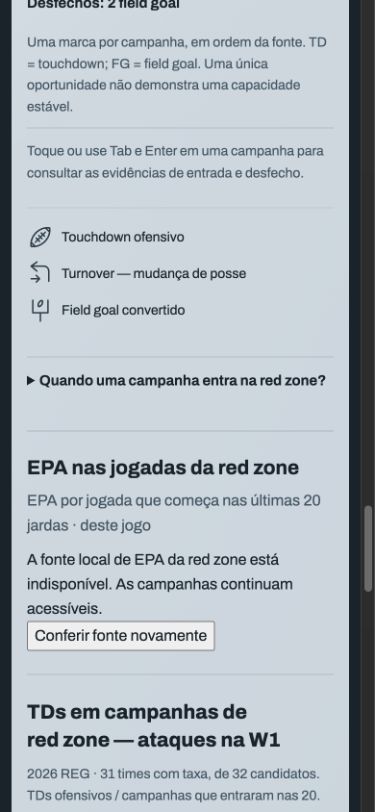 Desfechos: 2 field goal
Uma marca por campanha, em ordem da fonte. TD
= touchdown; FG = field goal. Uma única
oportunidade não demonstra uma capacidade
estável.
Toque ou use Tab e Enter em uma campanha para
consultar as evidências de entrada e desfecho.
Touchdown ofensivo
Turnover — mudança de posse
Field goal convertido
▶ Quando uma campanha entra na red zone?
EPA nas jogadas da red zone
EPA por jogada que começa nas últimas 20
jardas · deste jogo
A fonte local de EPA da red zone está
indisponível. As campanhas continuam
acessíveis.
Conferir fonte novamente
TDs em campanhas de
red zone — ataques na W1
2026 REG · 31 times com taxa, de 32 candidatos.
TDs ofensivos / campanhas que entraram nas 20.